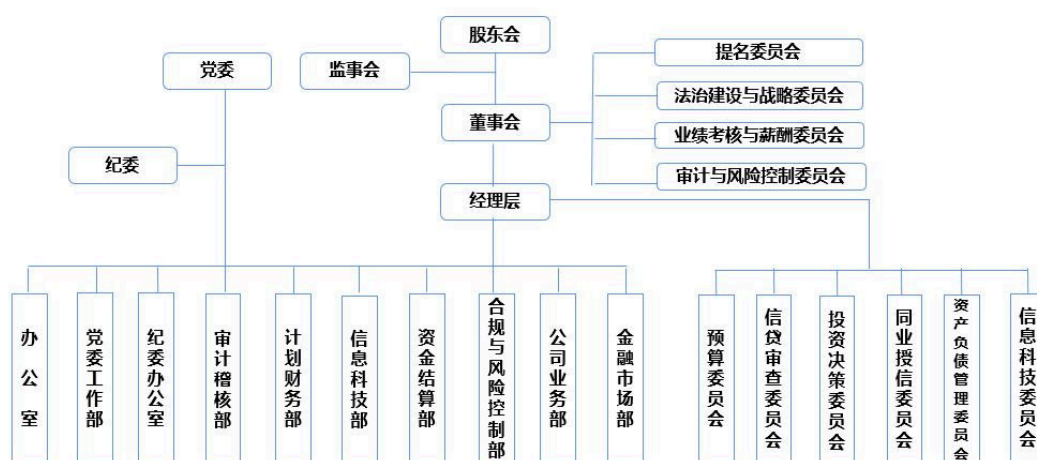 股东会
党委
监事会
提名委员会
法治建设与战略委员会
董事会
业绩考核与薪酬委员会
纪委
审计与风险控制委员会
经理层
办公室
党委工作部
纪委办公室
审计稽核部
计划财务部
信息科技部
资金结算部
合规与风险控制部
公司业务部
金融市场部
预算委员会
信贷审查委员会
投资决策委员会
同业授信委员会
资产负债管理委员会
信息科技委员会